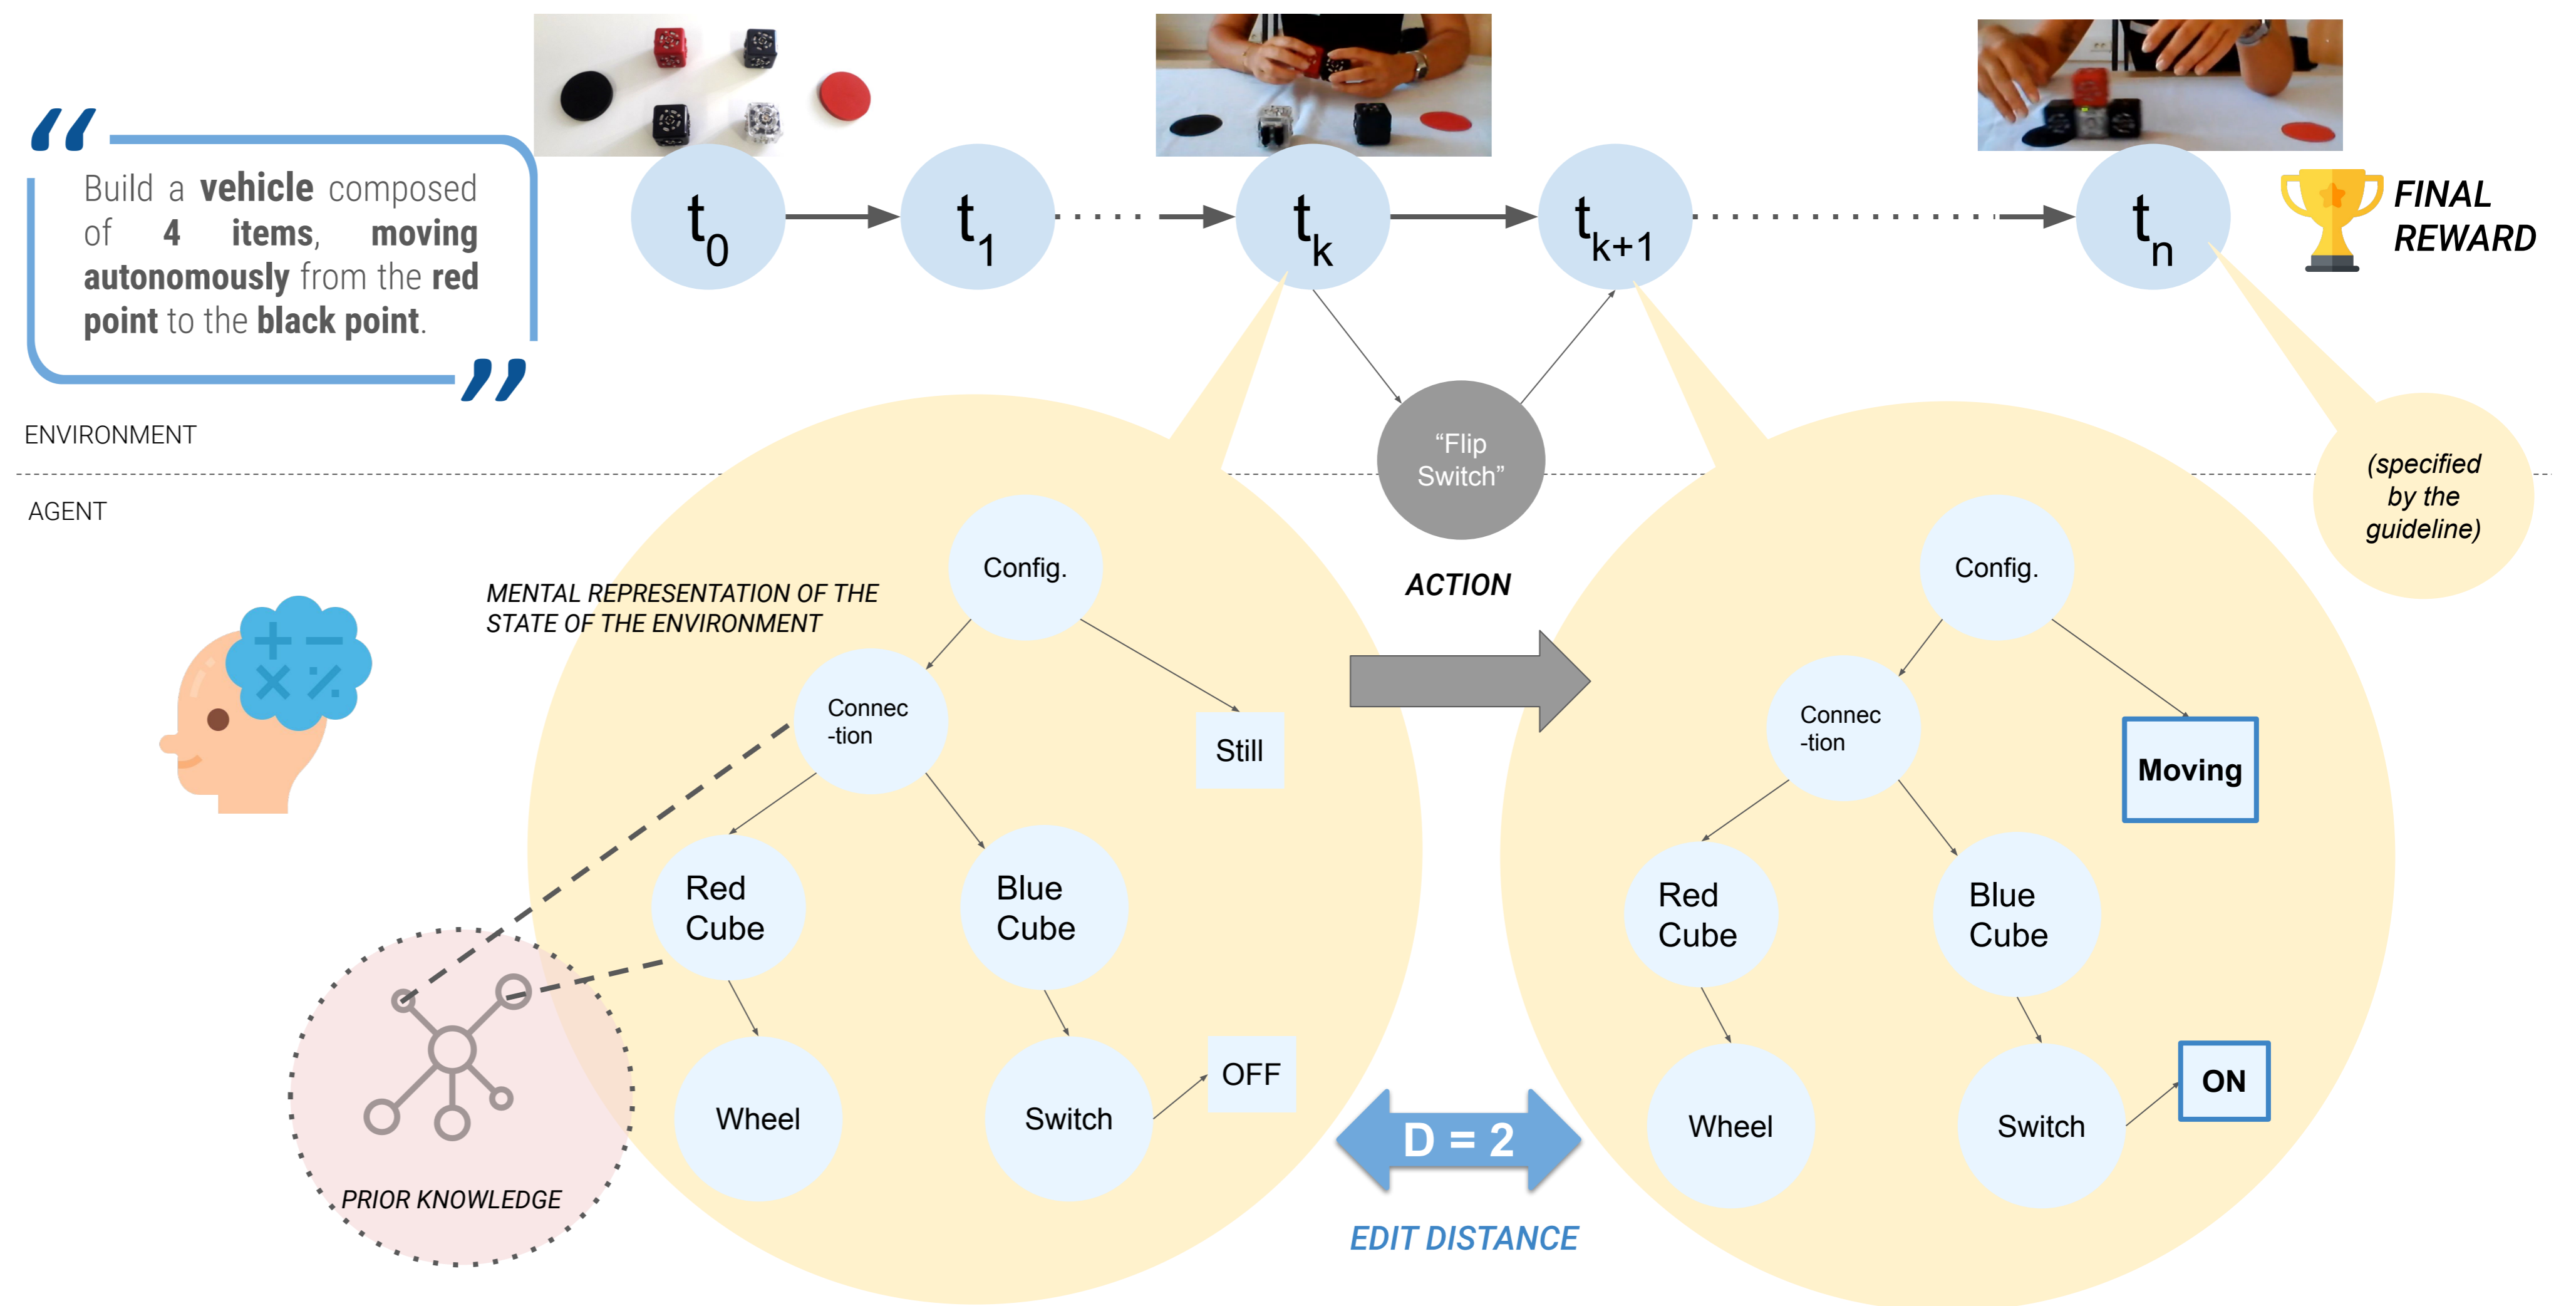 “
Build a vehicle composed
of 4 items, moving
autonomously from the red
point to the black point.
”
t0
t1
tk
tk+1
tn
FINAL
REWARD
ENVIRONMENT
AGENT
“Flip
Switch”
ACTION
(specified
by the
guideline)
MENTAL REPRESENTATION OF THE
STATE OF THE ENVIRONMENT
Config.
Connec
-tion
Still
Red
Cube
Blue
Cube
Wheel
Switch
OFF
PRIOR KNOWLEDGE
D = 2
EDIT DISTANCE
Config.
Connec
-tion
Moving
Red
Cube
Blue
Cube
Wheel
Switch
ON